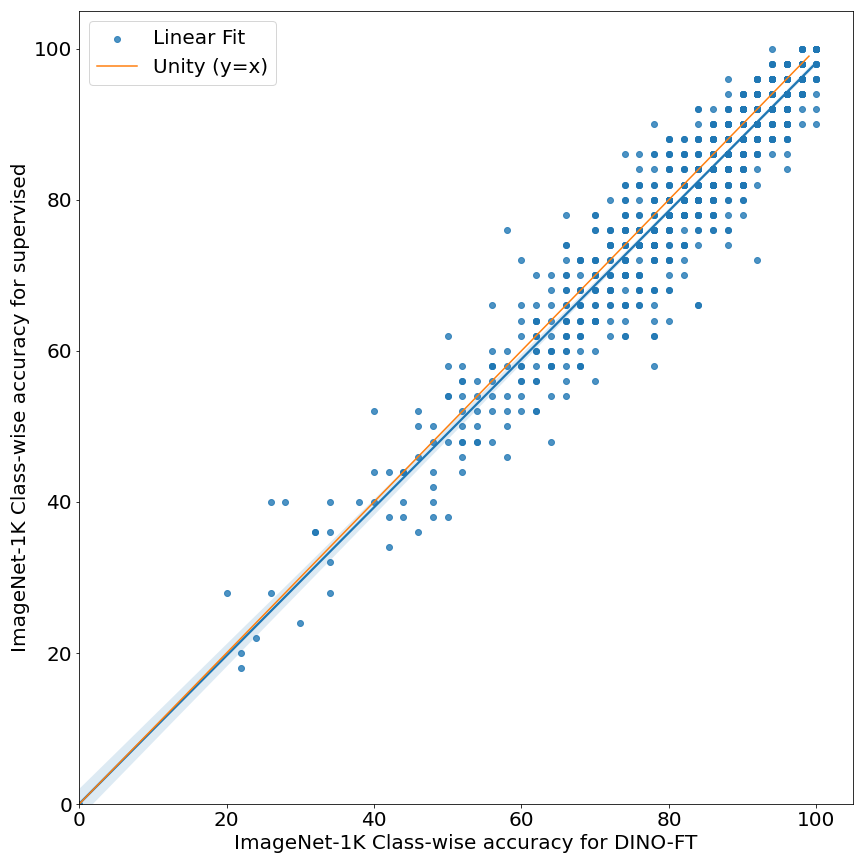 Linear Fit
Unity (y=x)
100
80
60
40
20
0
0 20 40 60 80 100
ImageNet-1K Class-wise accuracy for supervised
ImageNet-1K Class-wise accuracy for DINO-FT